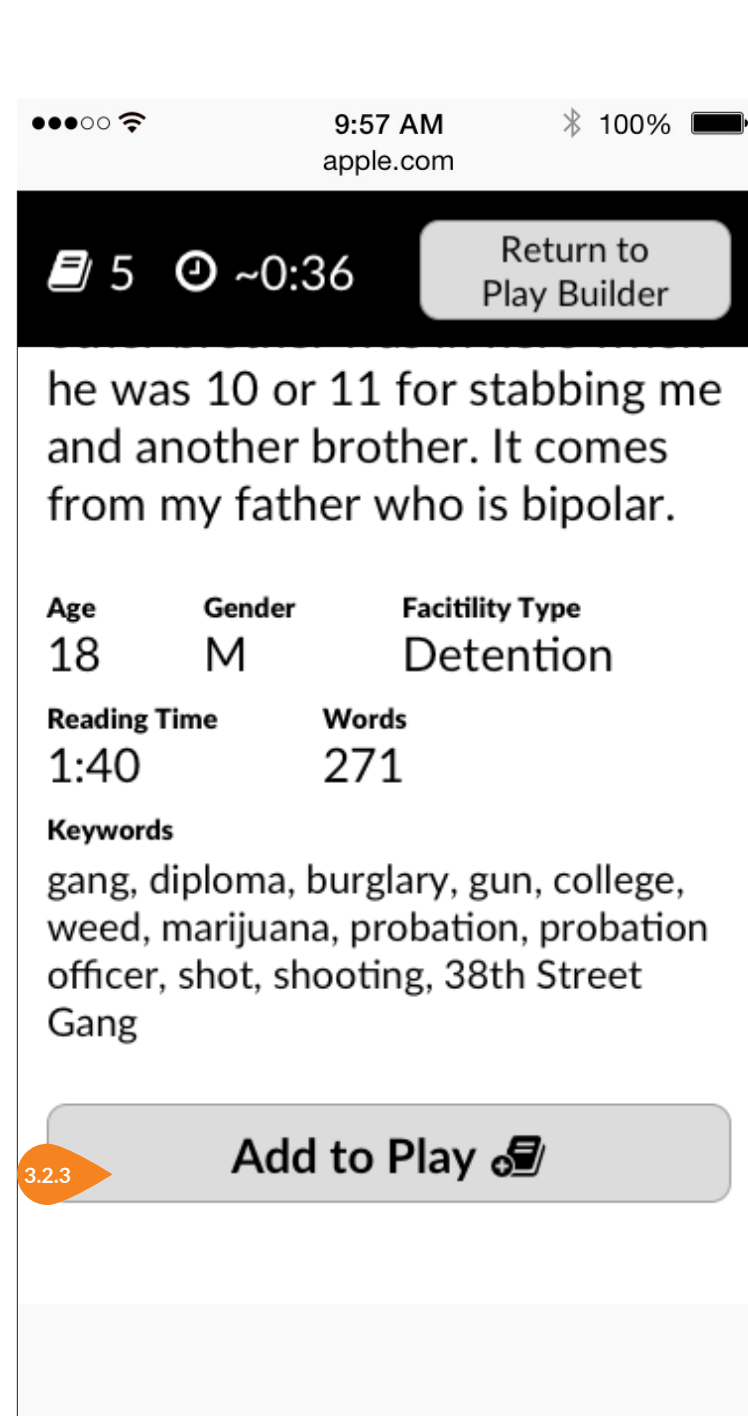 9:57 AM
100%
apple.com
5 ~0:36
Return to
Play Builder
he was 10 or 11 for stabbing me
and another brother. It comes
from my father who is bipolar.
Age Gender Facitility Type
18 M Detention
Reading Time Words
1:40 271
Keywords
gang, diploma, burglary, gun, college,
weed, marijuana, probation, probation
officer, shot, shooting, 38th Street
Gang
Add to Play
3.2.3